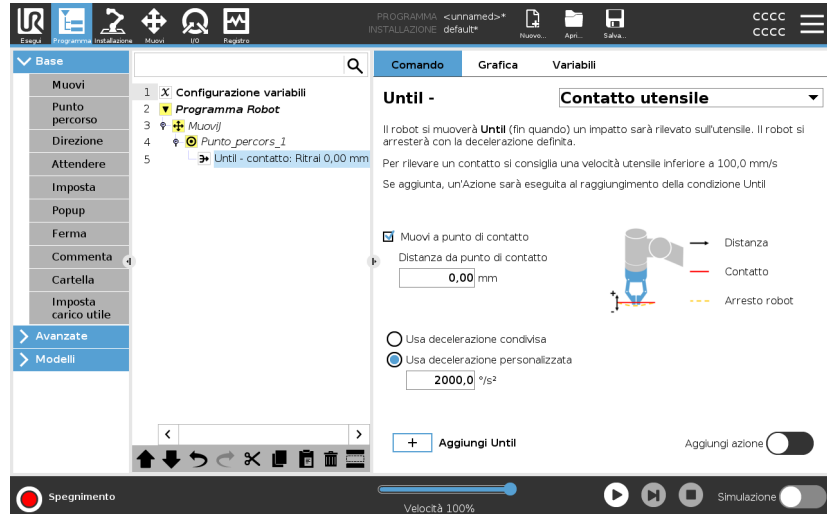 UR
PROGRAMMA <unnamed>*
INSTALLAZIONE default*
cccc
cccc
Esegui
Programma
Installazione
Muovi
I/O
Registro
Nuovo...
Apri...
Salva...
Base
Muovi
Punto
percorso
Direzione
Attendere
Imposta
Popup
Ferma
Commenta
Cartella
Imposta
carico utile
Avanzate
Modelli
1 X Configurazione variabili
2 Programma Robot
3 MuoviJ
4 Punto_percors_1
5 Until - contatto: Ritrai 0,00 mm
Comando Grafica Variabili
Until - Contatto utensile
Il robot si muoverà Until (fin quando) un impatto sarà rilevato sull'utensile. Il robot si
arresterà con la decelerazione definita.
Per rilevare un contatto si consiglia una velocità utensile inferiore a 100,0 mm/s
Se aggiunta, un'Azione sarà eseguita al raggiungimento della condizione Until
Muovi a punto di contatto
Distanza da punto di contatto
0,00 mm
+
-
Distanza
Contatto
Arresto robot
Usa decelerazione condivisa
Usa decelerazione personalizzata
2000,0 °/s²
+ Aggiungi Until
Aggiungi azione
Spegnimento
Velocità 100%
Simulazione